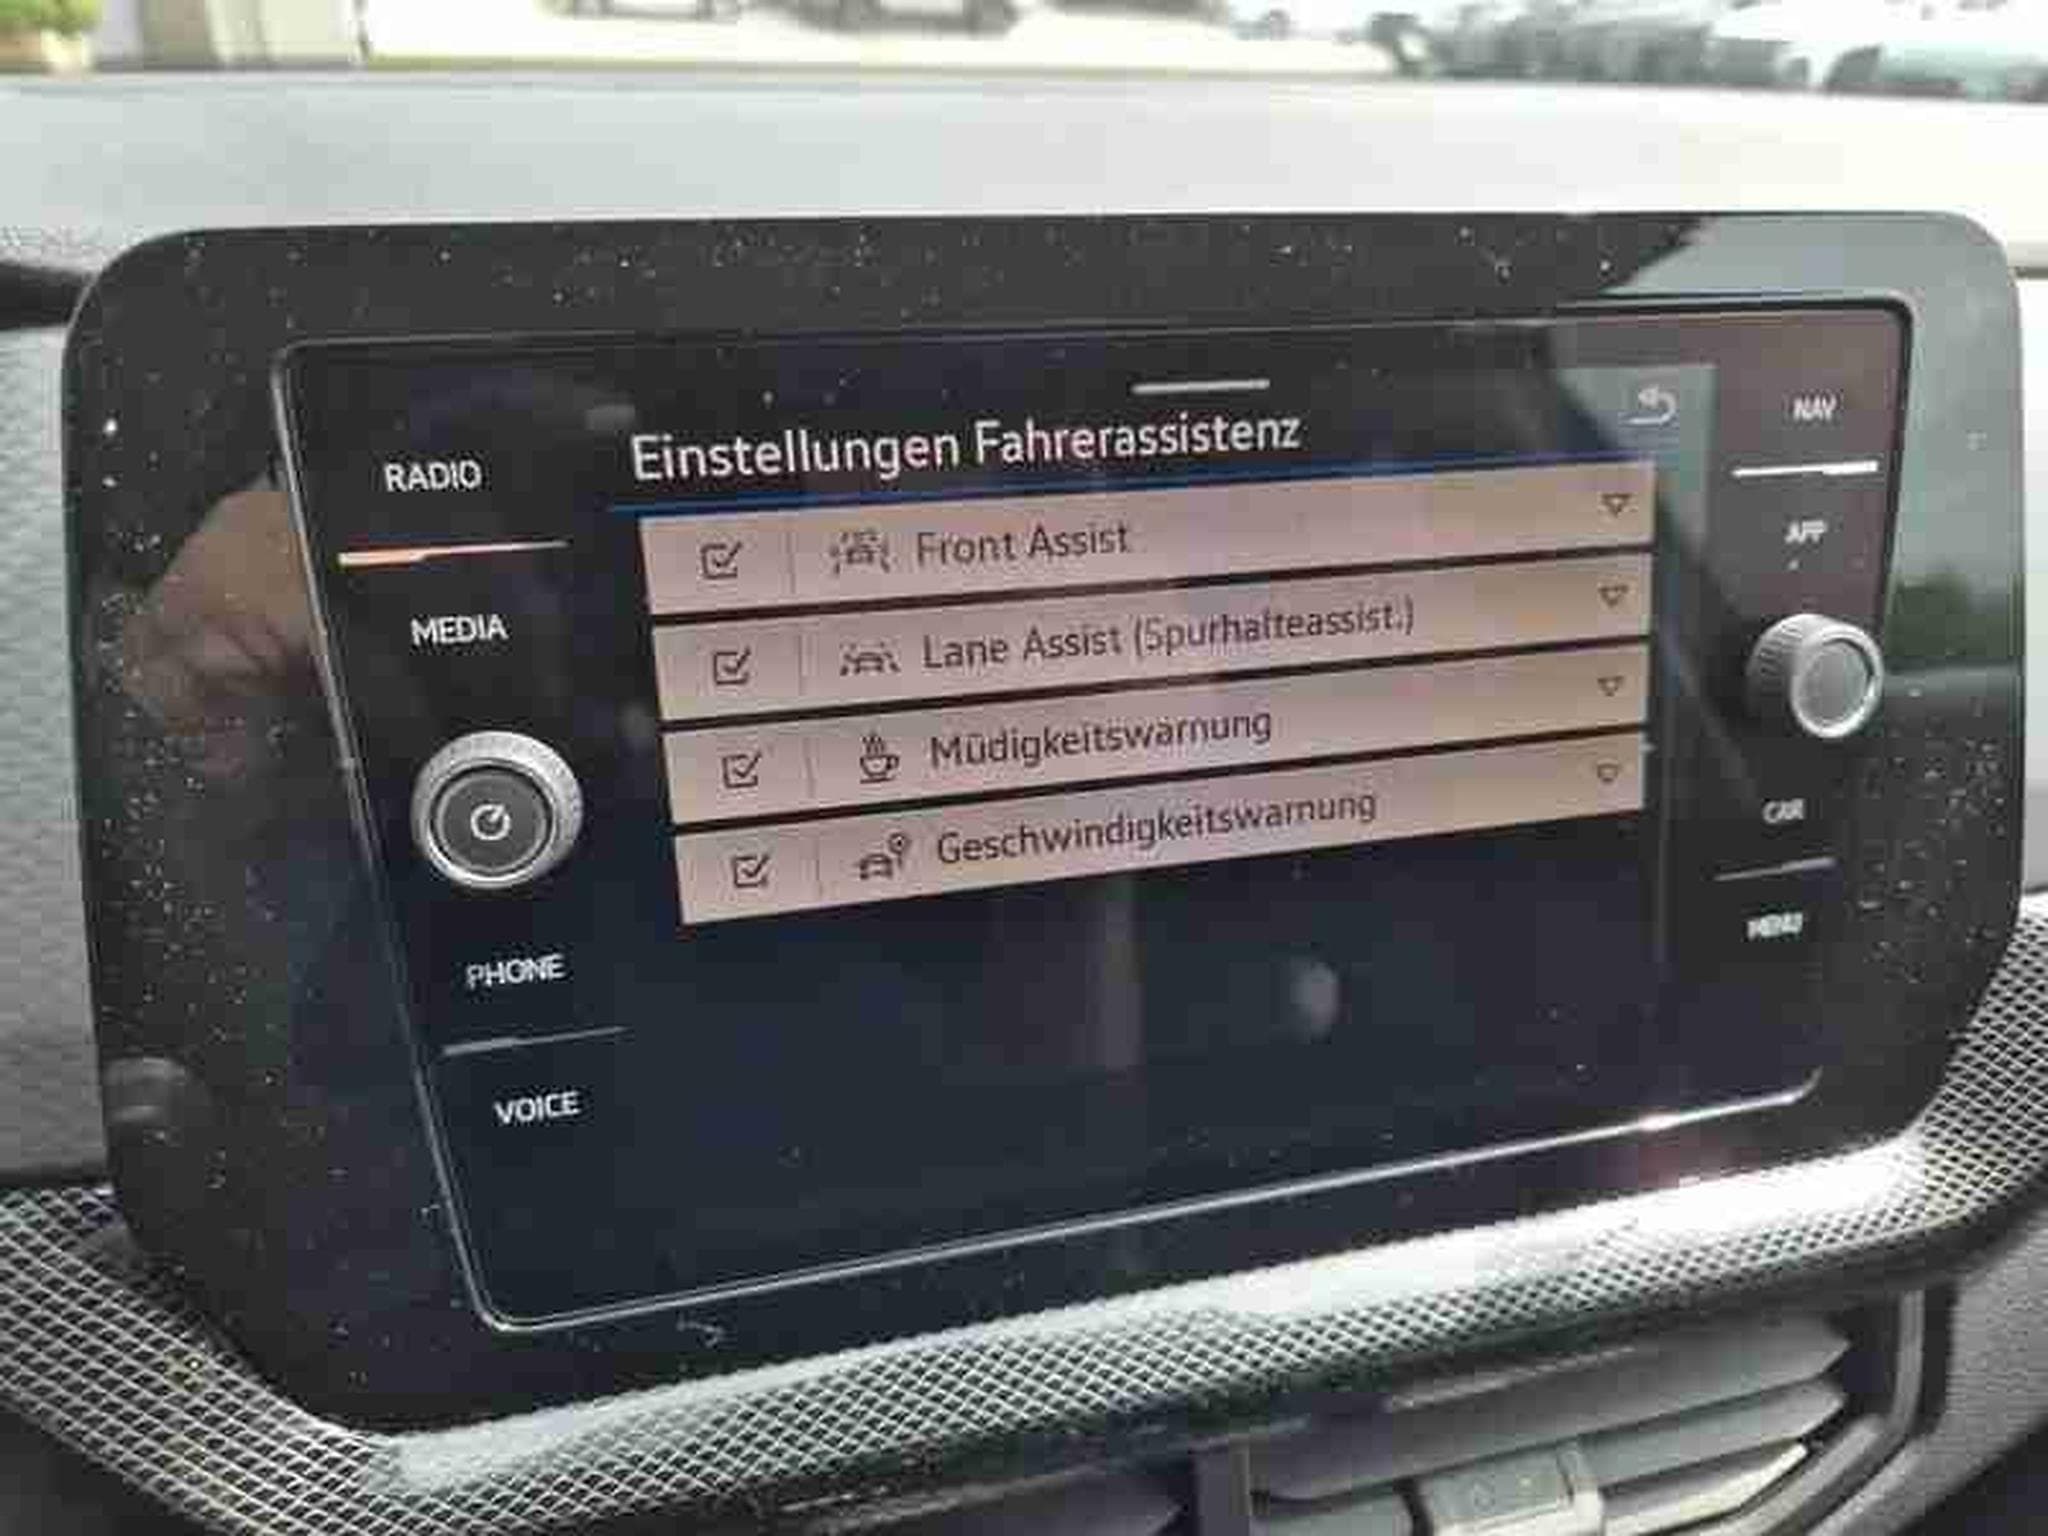 Einstellungen Fahrerassistenz
RADIO
MEDIA
PHONE
VOICE
Front Assist
Lane Assist (Spurhalteassist.)
Müdigkeitswarnung
Geschwindigkeitswarnung
NAV
APP
CAR
MENU